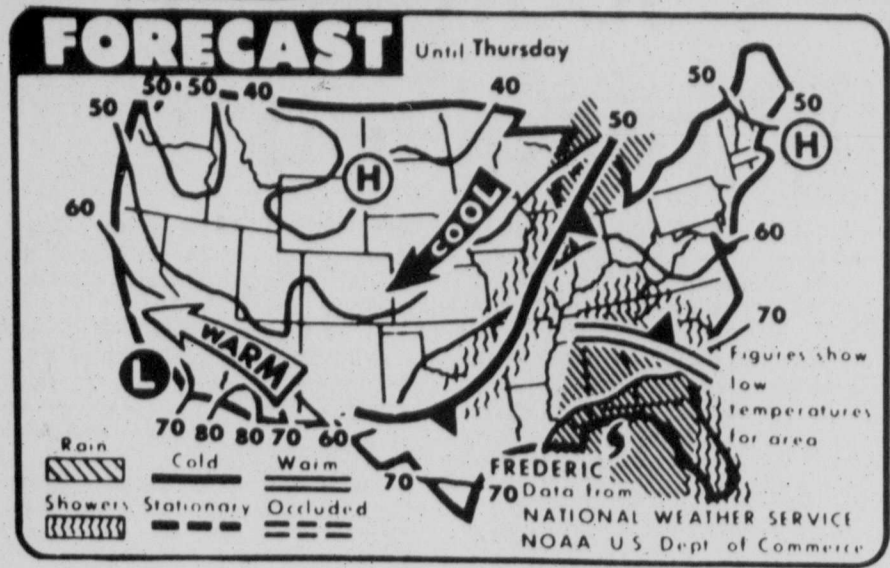 FORECAST Until Thursday
50 50 50 40 40 50 50 50
H H
60 COOL 60
WARM 70
L
Figures show
low
temperatures
for area
70 80 80 70 60 70 70
FREDERIC
Rain Cold Warm
Showers Stationary Occluded
Data from
NATIONAL WEATHER SERVICE
NOAA U.S. Dept. of Commerce